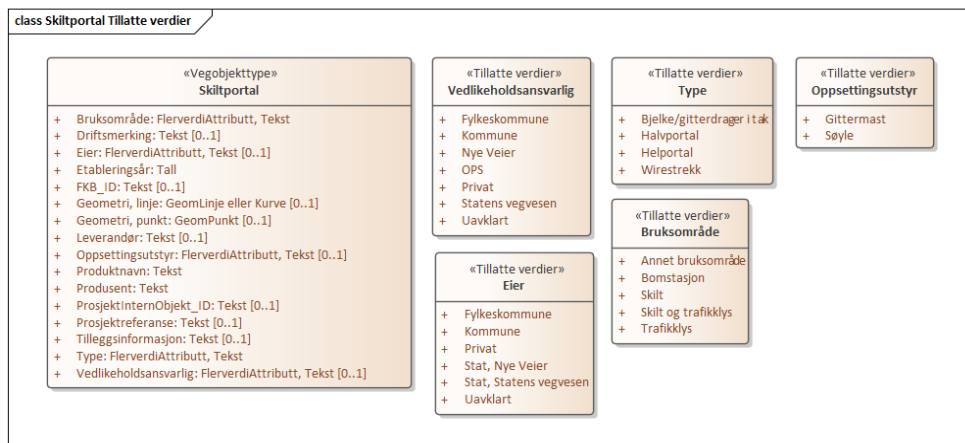 class Skiltportal Tillatte verdier
«Vegobjekttype»
Skiltportal
+ Bruksområde: FlerverdiAttributt, Tekst
+ Driftsmerking: Tekst [0..1]
+ Eier: FlerverdiAttributt, Tekst [0..1]
+ Etableringsår: Tall
+ FKB_ID: Tekst [0..1]
+ Geometri, linje: GeomLinje eller Kurve [0..1]
+ Geometri, punkt: GeomPunkt [0..1]
+ Leverandør: Tekst [0..1]
+ Oppsettingsutstyr: FlerverdiAttributt, Tekst [0..1]
+ Produktnavn: Tekst
+ Produsent: Tekst
+ ProsjektInternObjekt_ID: Tekst [0..1]
+ Prosjektreferanse: Tekst [0..1]
+ Tilleggsinformasjon: Tekst [0..1]
+ Type: FlerverdiAttributt, Tekst
+ Vedlikeholdsansvarlig: FlerverdiAttributt, Tekst [0..1]
«Tillatte verdier»
Vedlikeholdsansvarlig
+ Fylkeskommune
+ Kommune
+ Nye Veier
+ OPS
+ Privat
+ Statens vegvesen
+ Uavklart
«Tillatte verdier»
Eier
+ Fylkeskommune
+ Kommune
+ Privat
+ Stat, Nye Veier
+ Stat, Statens vegvesen
+ Uavklart
«Tillatte verdier»
Type
+ Bjelke/gitterdrager i tak
+ Halvportal
+ Helportal
+ Wirestrekk
«Tillatte verdier»
Bruksområde
+ Annet bruksområde
+ Bomstasjon
+ Skilt
+ Skilt og trafikklys
+ Trafikklys
«Tillatte verdier»
Oppsettingsutstyr
+ Gittermast
+ Søyle